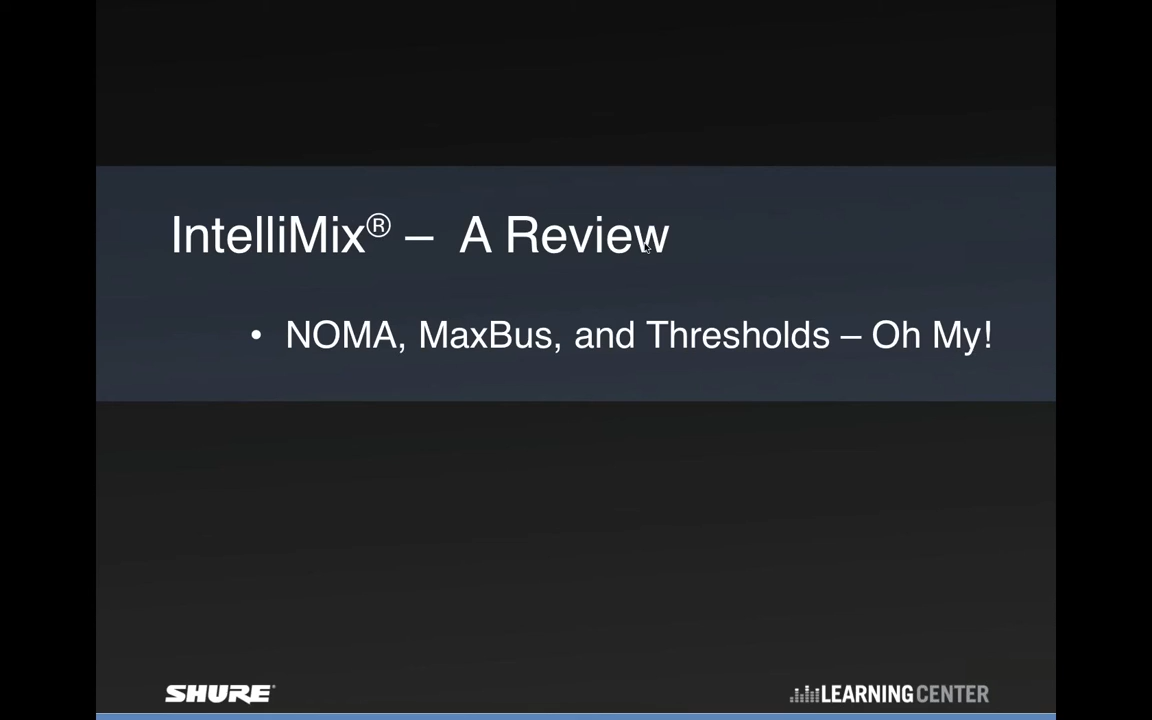 IntelliMix® – A Review
• NOMA, MaxBus, and Thresholds – Oh My!
SHURE®
LEARNING CENTER